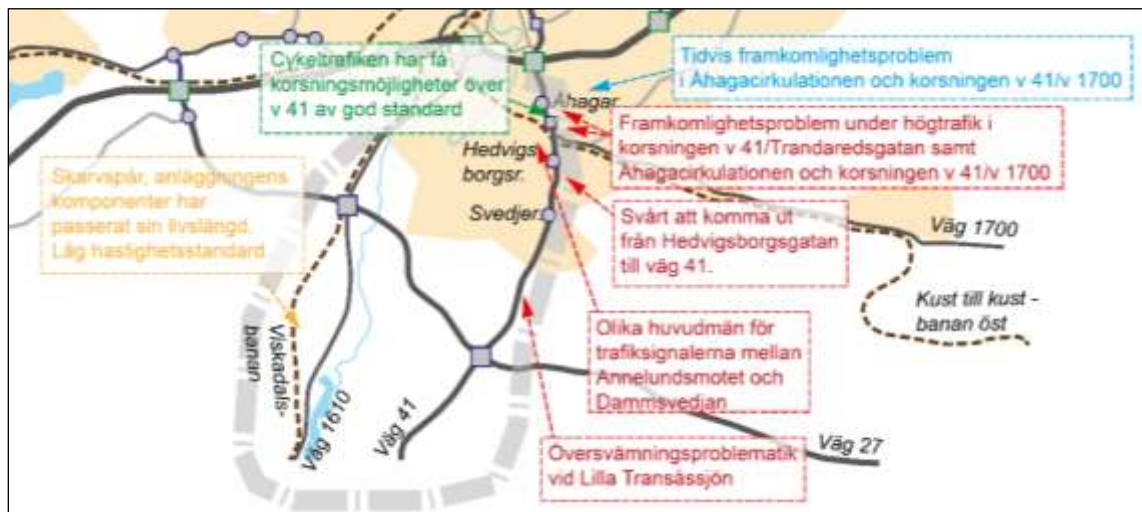 Cykeltrafiken har få
korsningsmöjligheter över
v 41 av god standard
Tidvis framkomlighetsproblem
i Åhagacirkulationen och korsningen v 41/v 1700
Åhagar.
Framkomlighetsproblem under högtrafik i
korsningen v 41/Trandaredsgatan samt
Åhagacirkulationen och korsningen v 41/v 1700
Hedvigs
borgsr.
Skarvspår, anläggningens
komponenter har
passerat sin livslängd.
Låg hastighetsstandard
Svedjer.
Svårt att komma ut
från Hedvigsborgsgatan
till väg 41.
Väg 1700
Kust till kust -
banan öst
Olika huvudmän för
trafiksignalerna mellan
Annelundsmotet och
Dammsvedjan
Viskadals-
banan
Väg 1610
Väg 41
Väg 27
Översvämningsproblematik
vid Lilla Transåssjön